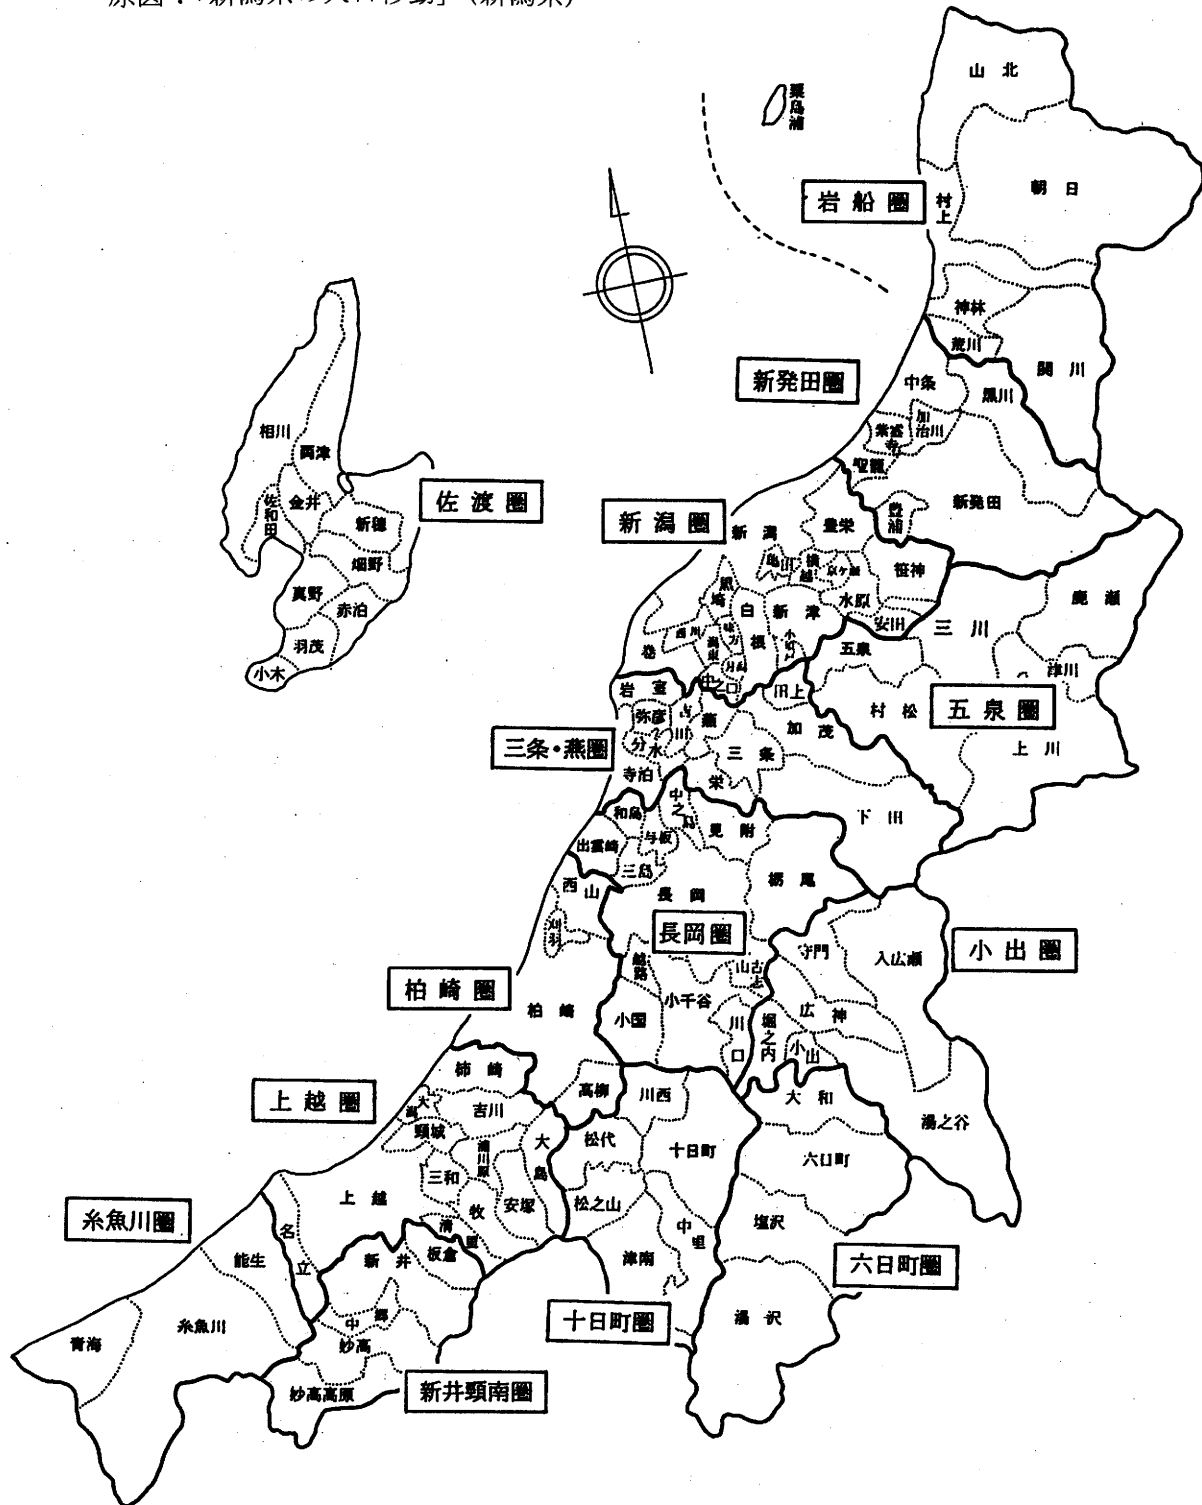 原図：「新潟県の人口移動」（新潟県）
山北
粟島浦
朝日
岩船圏
村上
神林
荒川
関川
新発田圏
中条
黒川
加治川
紫雲寺
聖籠
新発田
豊浦
相川
両津
佐渡圏
佐和田
金井
新穂
畑野
真野
赤泊
羽茂
小木
新潟圏
新潟
豊栄
亀田
横越
京ヶ瀬
笹神
水原
安田
黒埼
白根
新津
西川
味方
潟東
月潟
巻
中之口
三川
鹿瀬
津川
五泉
村松
五泉圏
上川
岩室
弥彦
吉川
燕
田上
加茂
三条・燕圏
分水
三条
寺泊
栄
下田
和島
中之島
見附
出雲崎
与板
三島
栃尾
西山
長岡
刈羽
長岡圏
守門
入広瀬
小出圏
越路
山古志
柏崎圏
柏崎
小千谷
広神
小国
川口
堀之内
小出
柿崎
高柳
川西
大和
湯之谷
上越圏
大潟
吉川
頸城
大島
松代
十日町
浦川原
六日町
三和
上越
牧
安塚
松之山
糸魚川圏
清里
中里
塩沢
名立
能生
新井
板倉
津南
六日町圏
十日町圏
湯沢
中郷
糸魚川
青海
妙高
妙高高原
新井頸南圏